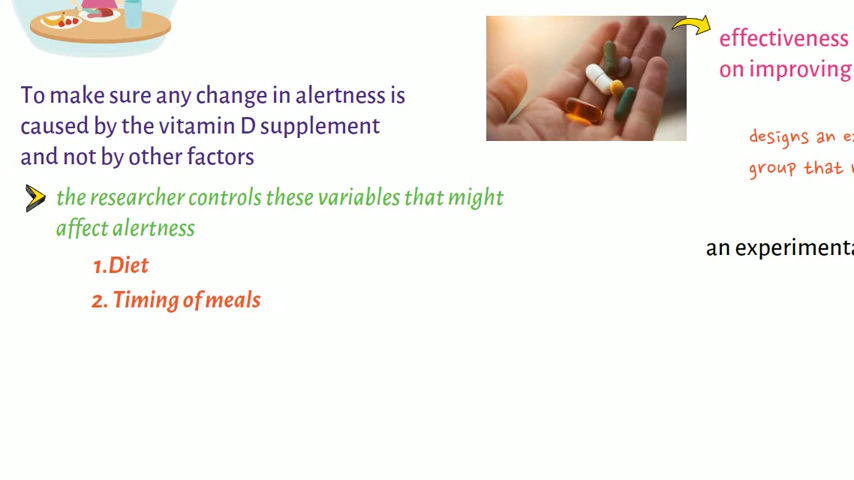 To make sure any change in alertness is
caused by the vitamin D supplement
and not by other factors
the researcher controls these variables that might
affect alertness
1.Diet
2. Timing of meals
effectiveness
on improving
designs an
group that
an